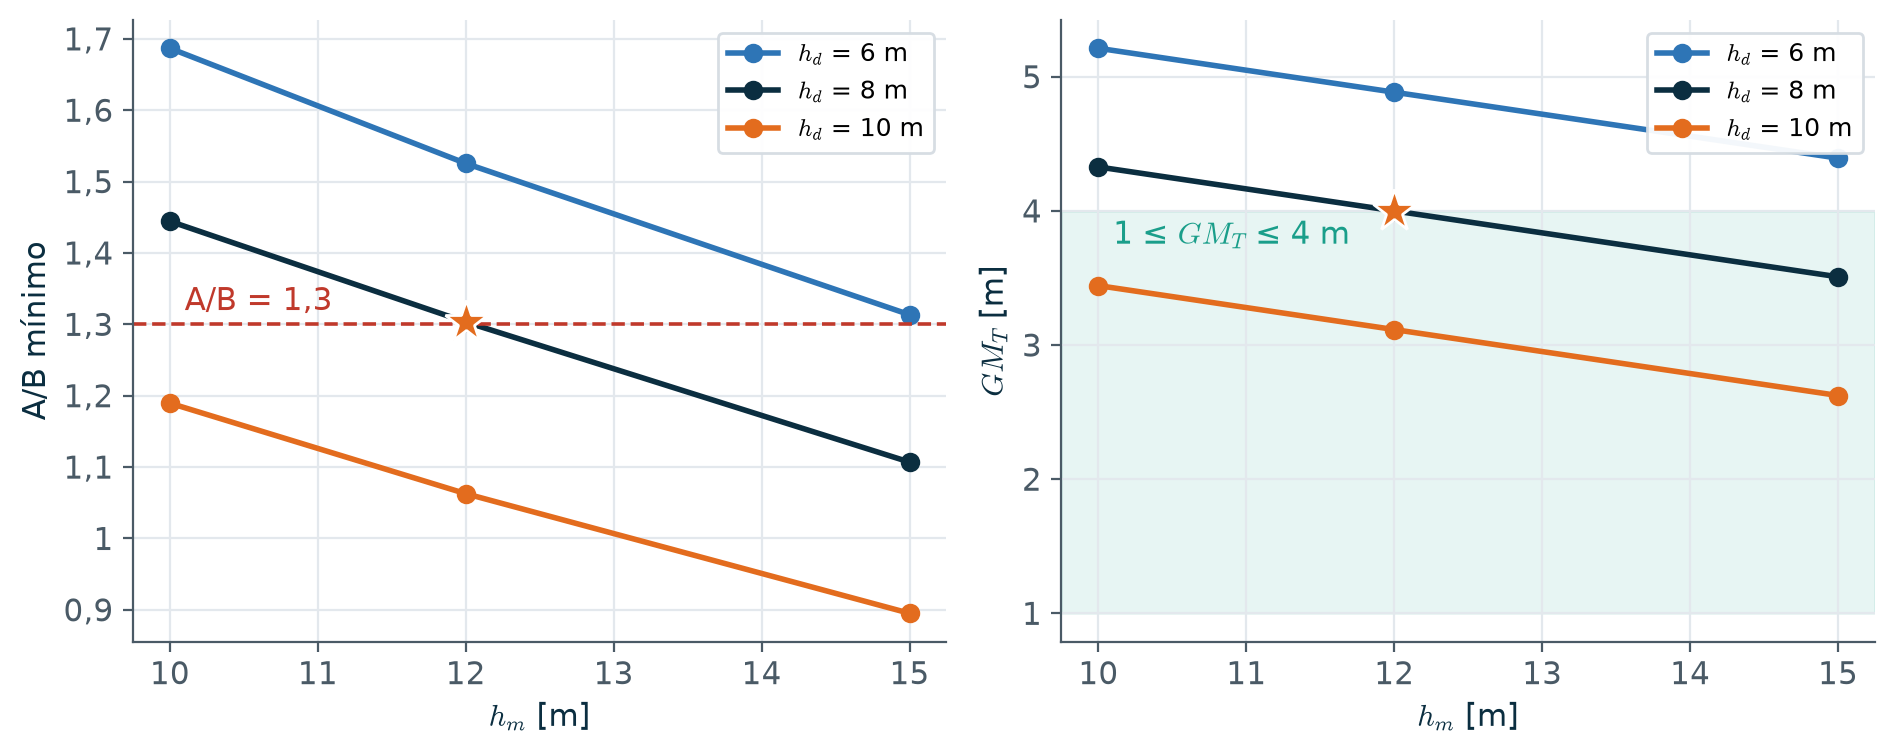 1,7
1,6
1,5
1,4
1,3
1,2
1,1
1
0,9
A/B mínimo
A/B = 1,3
h_d = 6 m
h_d = 8 m
h_d = 10 m
10 11 12 13 14 15
h_m [m]
5
4
3
2
1
GM_T [m]
1 ≤ GM_T ≤ 4 m
h_d = 6 m
h_d = 8 m
h_d = 10 m
10 11 12 13 14 15
h_m [m]